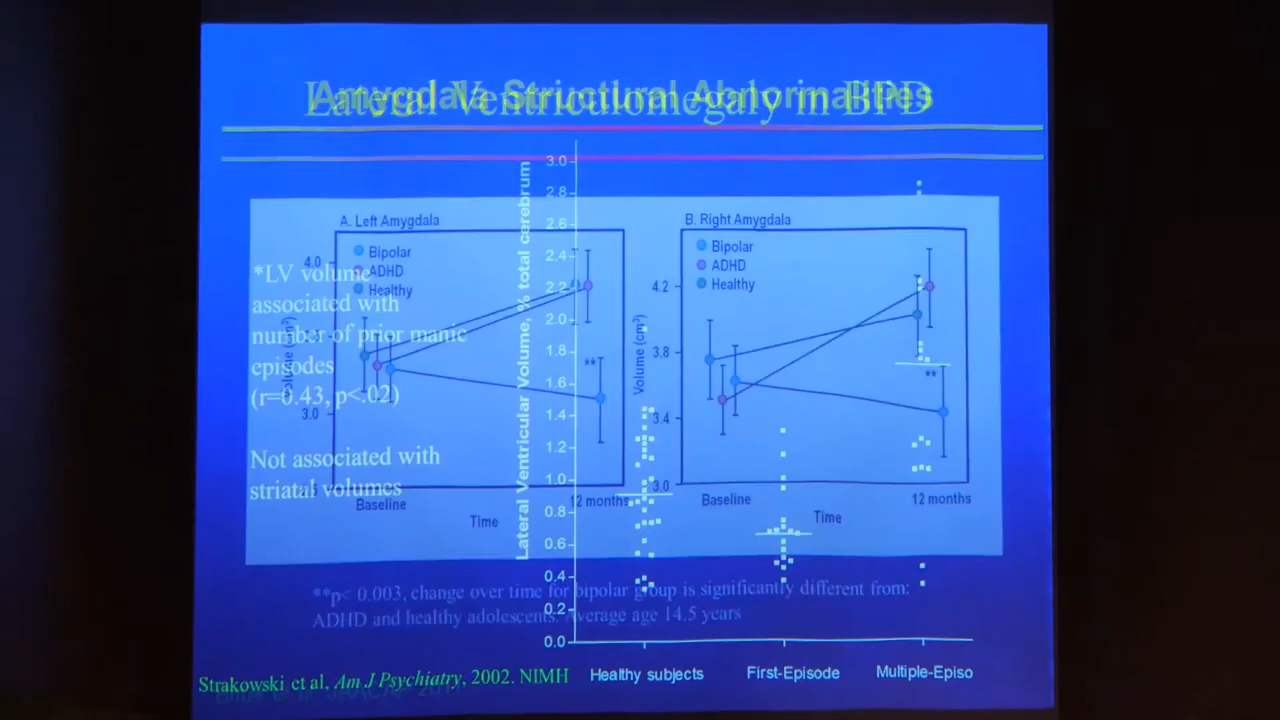 Lateral Ventriculomegaly in BPD
Amygdala Structural Abnormalities
*LV volume
associated with
number of prior manic
episodes
(r=0.43, p<.02)
Not associated with
striatal volumes
Lateral Ventricular Volume, % total cerebrum
3.0
2.8
2.6
2.4
2.2
2.0
1.8
1.6
1.4
1.2
1.0
0.8
0.6
0.4
0.2
0.0
Healthy subjects First-Episode Multiple-Episo
A. Left Amygdala
Bipolar
ADHD
Healthy
4.0
3.0
Volume (cm³)
**
Baseline 12 months
Time
B. Right Amygdala
Bipolar
ADHD
Healthy
Volume (cm³)
4.2
3.8
3.4
3.0
**
Baseline 12 months
Time
**p< 0.003, change over time for bipolar group is significantly different from:
ADHD and healthy adolescents. Average age 14.5 years
Strakowski et al, Am J Psychiatry, 2002. NIMH